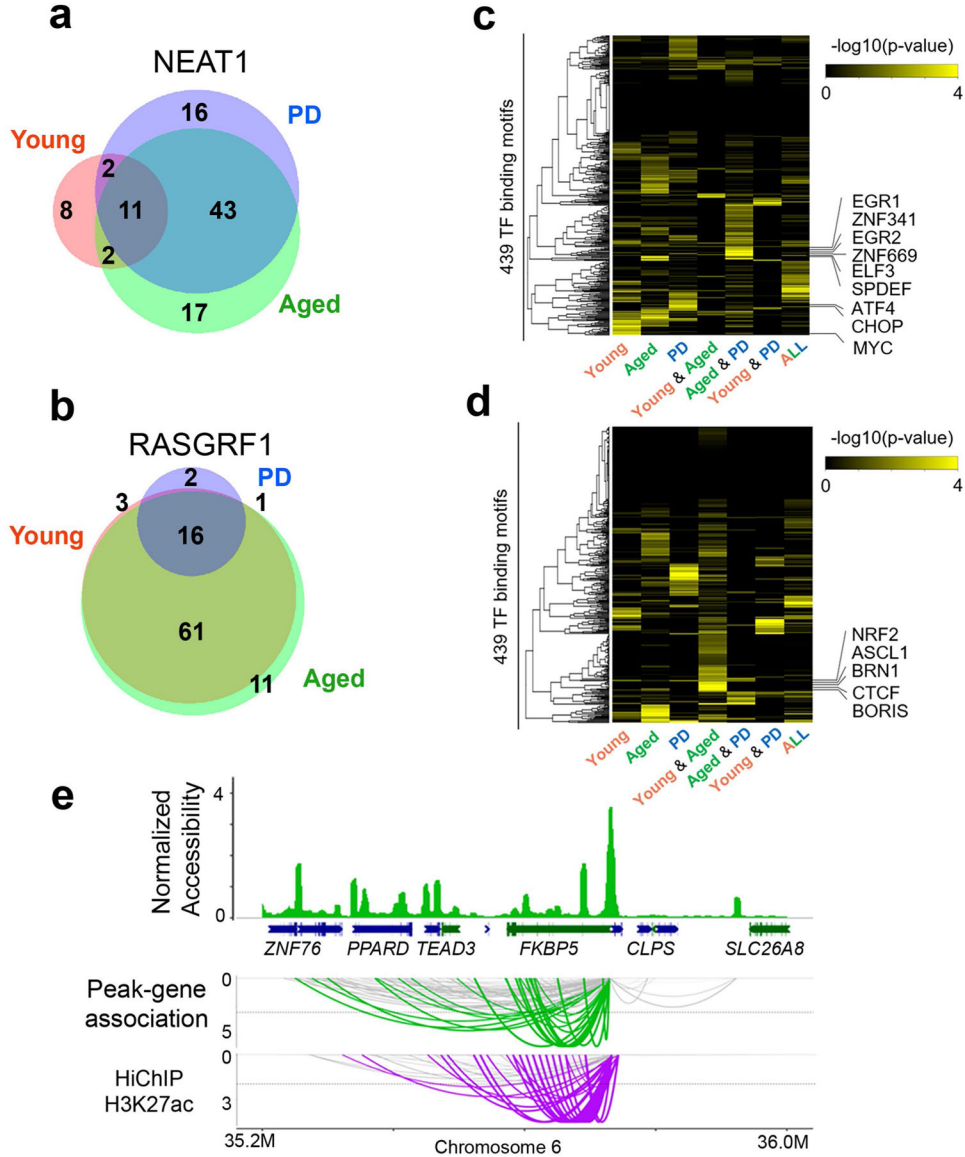 a
NEAT1
16
PD
Young
2
8
11
43
2
17
Aged
b
RASGRF1
2
PD
3
1
Young
16
61
11
Aged
c
439 TF binding motifs
-log10(p-value)
0
4
EGR1
ZNF341
EGR2
ZNF669
ELF3
SPDEF
ATF4
CHOP
MYC
Young
Aged
PD
Young & Aged
Aged & PD
Young & PD
ALL
d
439 TF binding motifs
-log10(p-value)
0
4
NRF2
ASCL1
BRN1
CTCF
BORIS
Young
Aged
PD
Young & Aged
Aged & PD
Young & PD
ALL
e
Normalized
Accessibility
4
0
ZNF76
PPARD
TEAD3
FKBP5
CLPS
SLC26A8
Peak-gene
association
0
5
HiChIP
H3K27ac
0
3
35.2M
Chromosome 6
36.0M